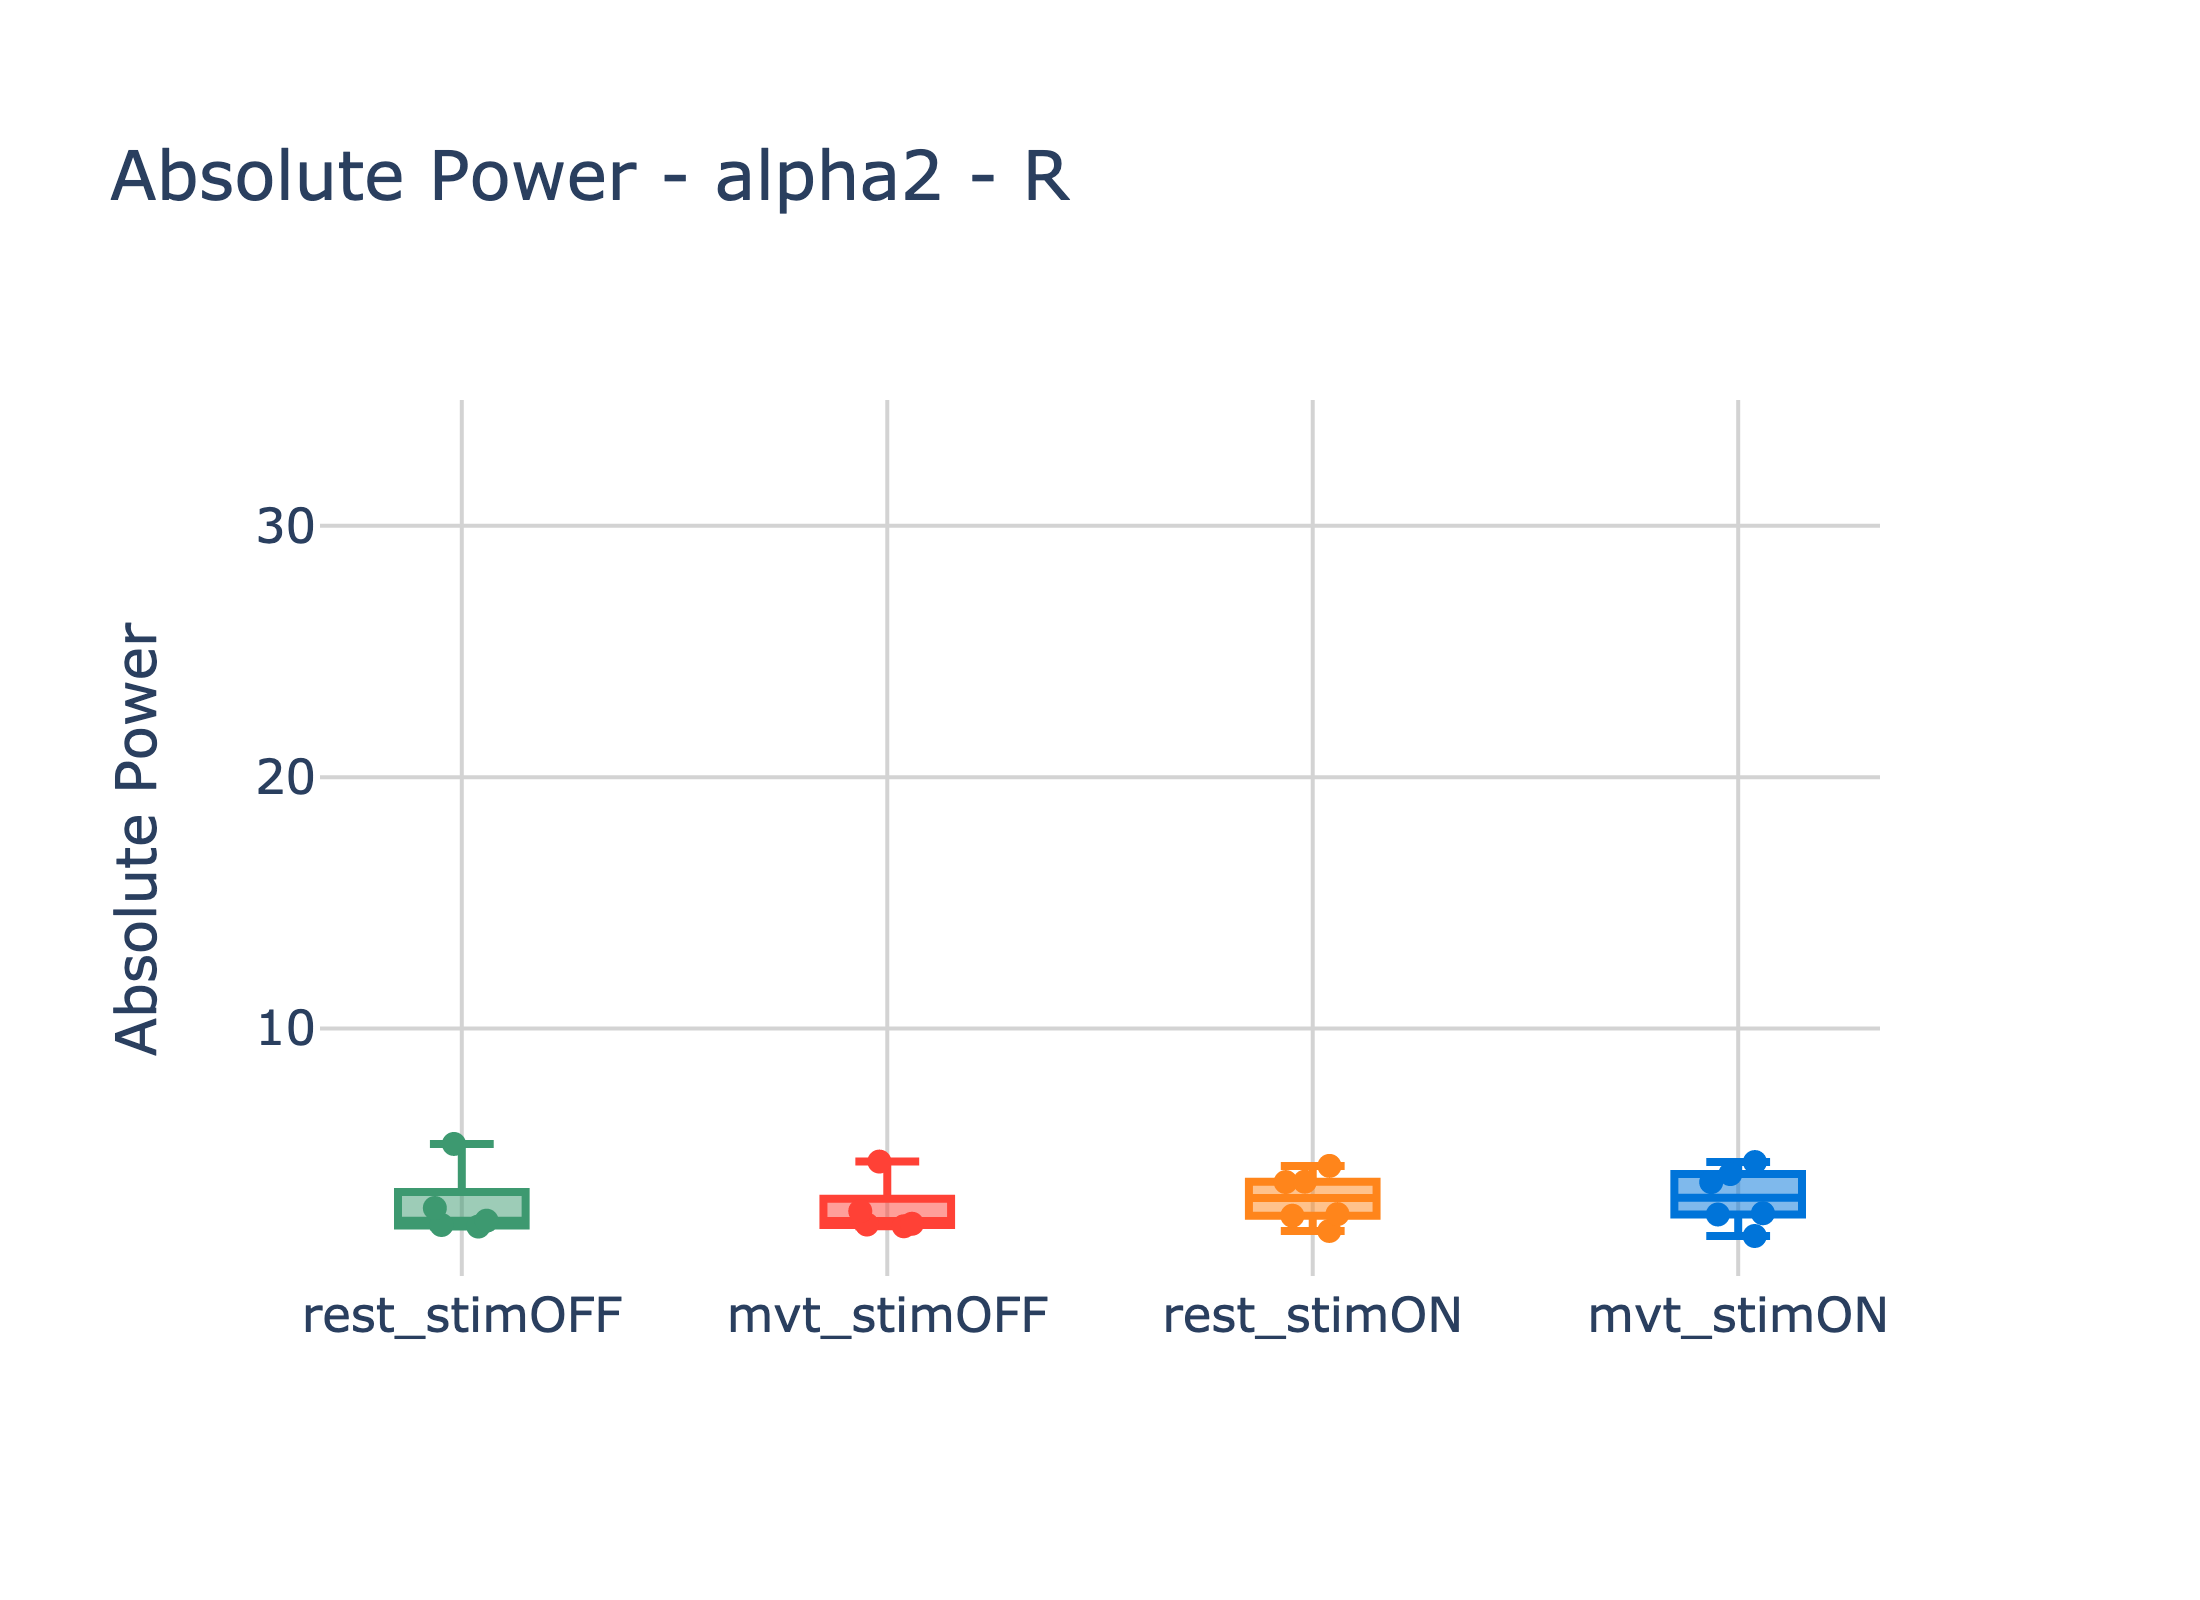 Absolute Power - alpha2 - R
Absolute Power
30
20
10
rest_stimOFF
mvt_stimOFF
rest_stimON
mvt_stimON